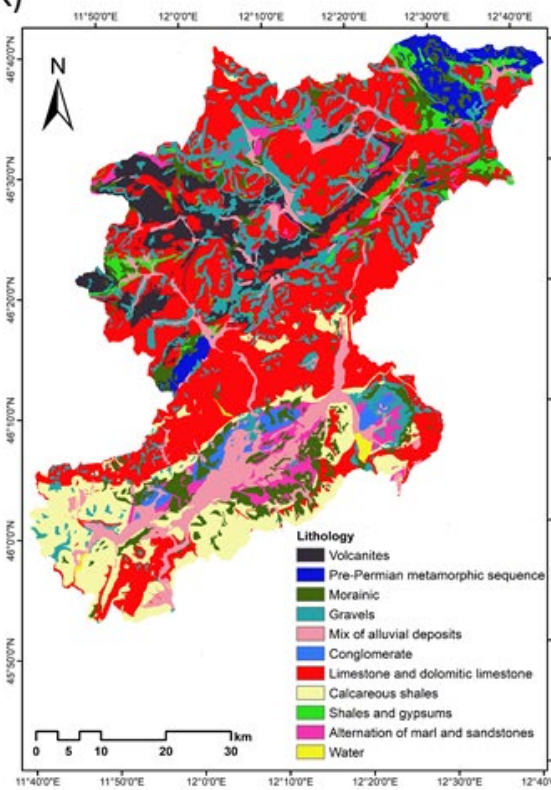 11°50'0"E 12°0'0"E 12°10'0"E 12°20'0"E 12°30'0"E 12°40'0"E
46°40'0"N
N
46°30'0"N
46°20'0"N
46°10'0"N
46°0'0"N
45°50'0"N
Lithology
Volcanites
Pre-Permian metamorphic sequence
Morainic
Gravels
Mix of alluvial deposits
Conglomerate
Limestone and dolomitic limestone
Calcareous shales
Shales and gypsums
Alternation of marl and sandstones
Water
km
0 5 10 20 30
11°40'0"E 11°50'0"E 12°0'0"E 12°10'0"E 12°20'0"E 12°30'0"E